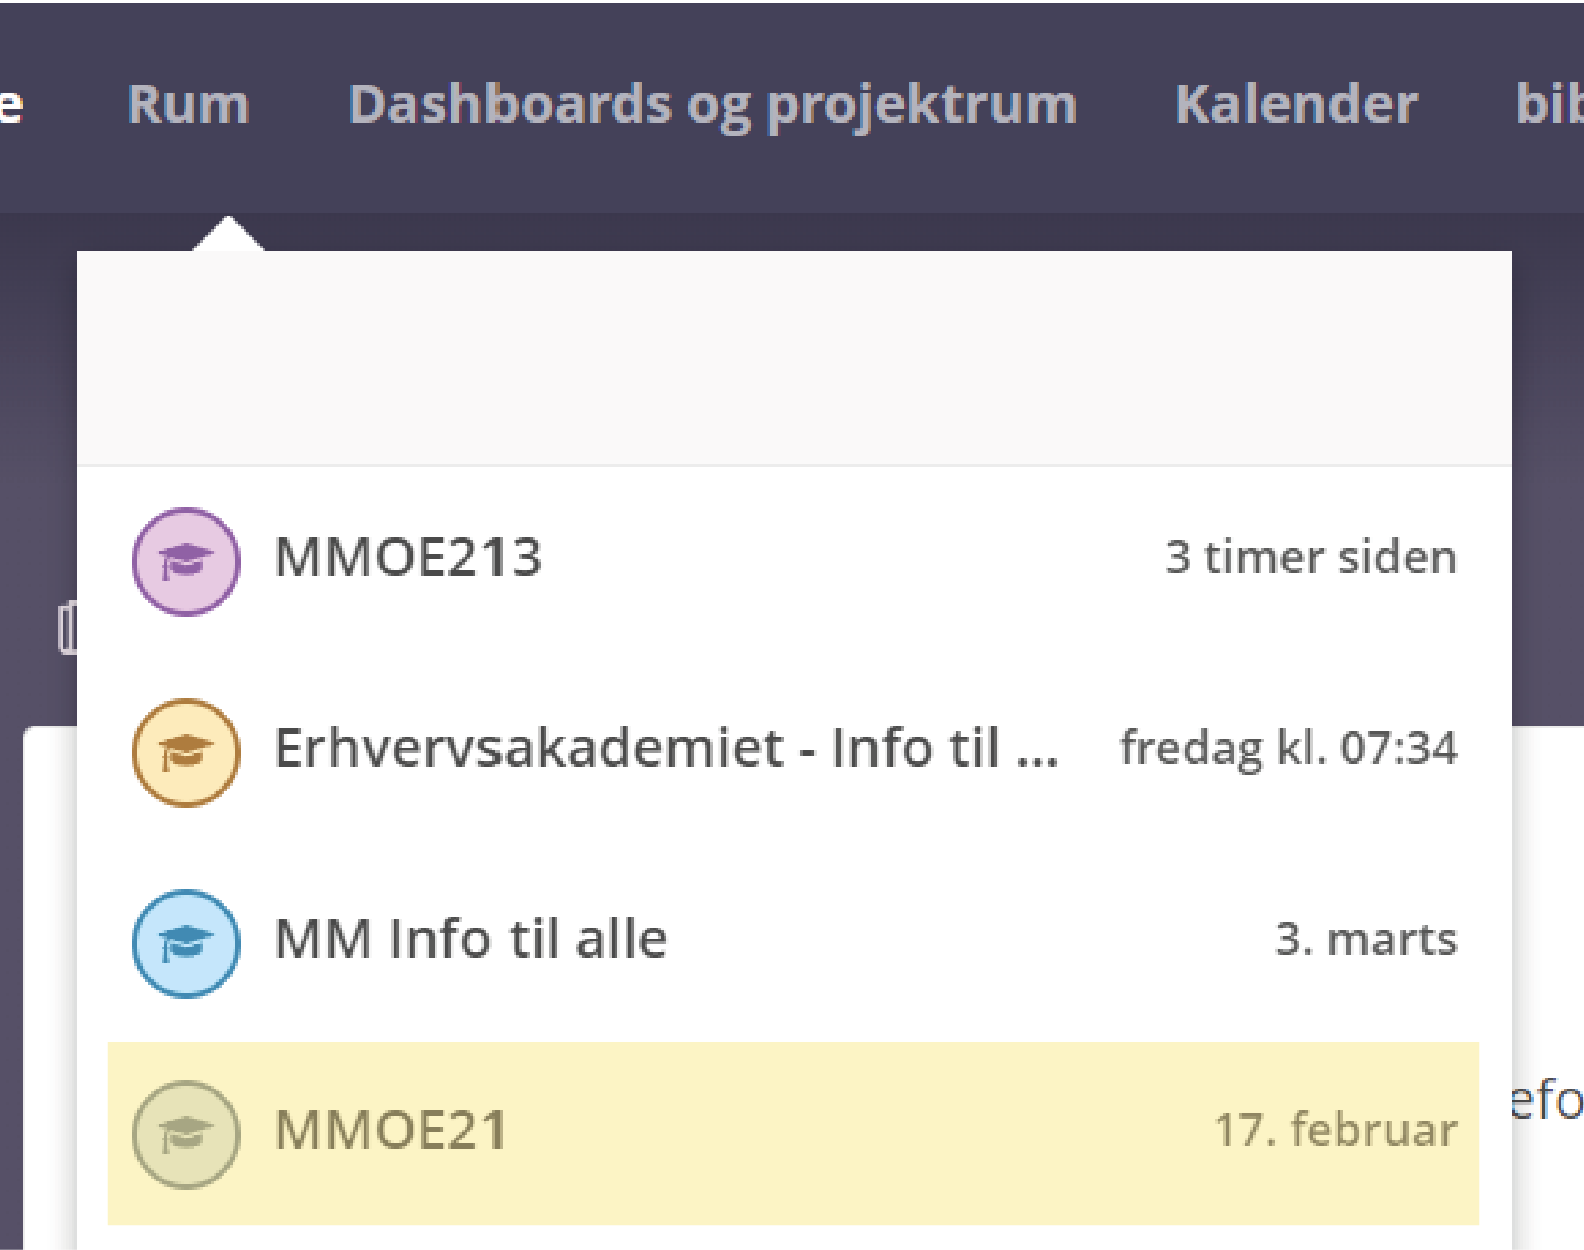 e Rum Dashboards og projektrum Kalender bib
MMOE213 3 timer siden
Erhvervsakademiet - Info til ... fredag kl. 07:34
MM Info til alle 3. marts
MMOE21 17. februar
efo